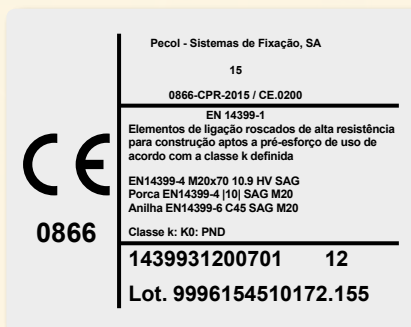 Pecol - Sistemas de Fixação, SA
15
0866-CPR-2015 / CE.0200
EN 14399-1
Elementos de ligação roscados de alta resistência
para construção aptos a pré-esforço de uso de
acordo com a classe k definida
EN14399-4 M20x70 10.9 HV SAG
Porca EN14399-4 |10| SAG M20
Anilha EN14399-6 C45 SAG M20
Classe k: K0: PND
CE
0866
1439931200701 12
Lot. 9996154510172.155